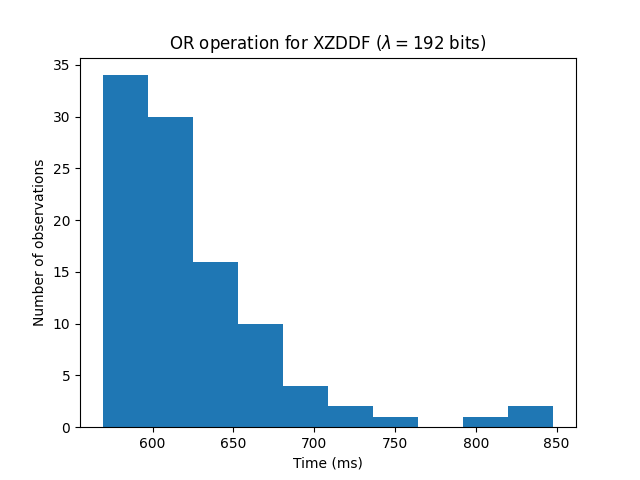 OR operation for XZDDF (λ = 192 bits)
35
30
25
20
15
10
5
0
Number of observations
600 650 700 750 800 850
Time (ms)